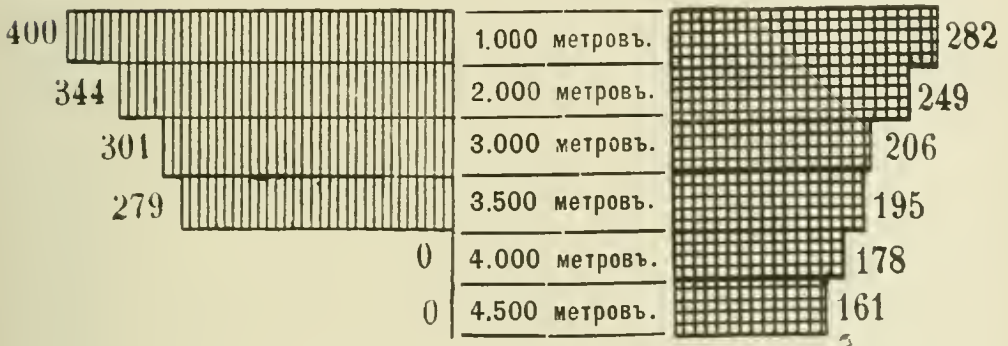 400 1.000 метровъ. 282
344 2.000 метровъ. 249
301 3.000 метровъ. 206
279 3.500 метровъ. 195
0 4.000 метровъ. 178
0 4.500 метровъ. 161